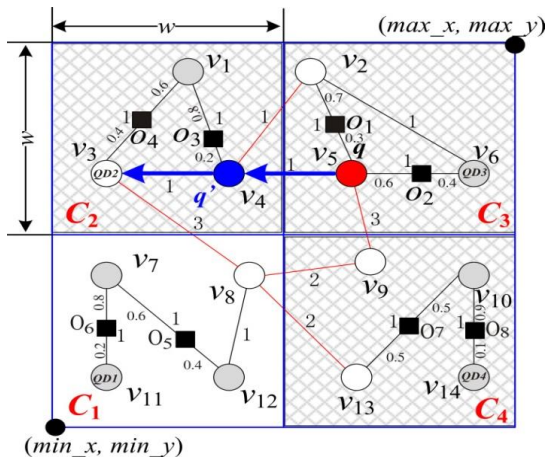 w
(max_x, max_y)
w
v1
v2
0.6
1
0.8
1
0.7
1
O4
O3
1
O1
0.3
1
0.4
0.2
v3
QD2
1
q'
v4
1
v5
q
0.6
O2
1
0.4
v6
QD3
C2
C3
3
3
v7
v8
v9
v10
2
0.8
O6
1
0.2
0.6
1
O5
0.4
1
2
0.5
1
O7
0.5
0.9
1
O8
0.1
QD1
v11
v12
v13
v14
QD4
C1
C4
(min_x, min_y)